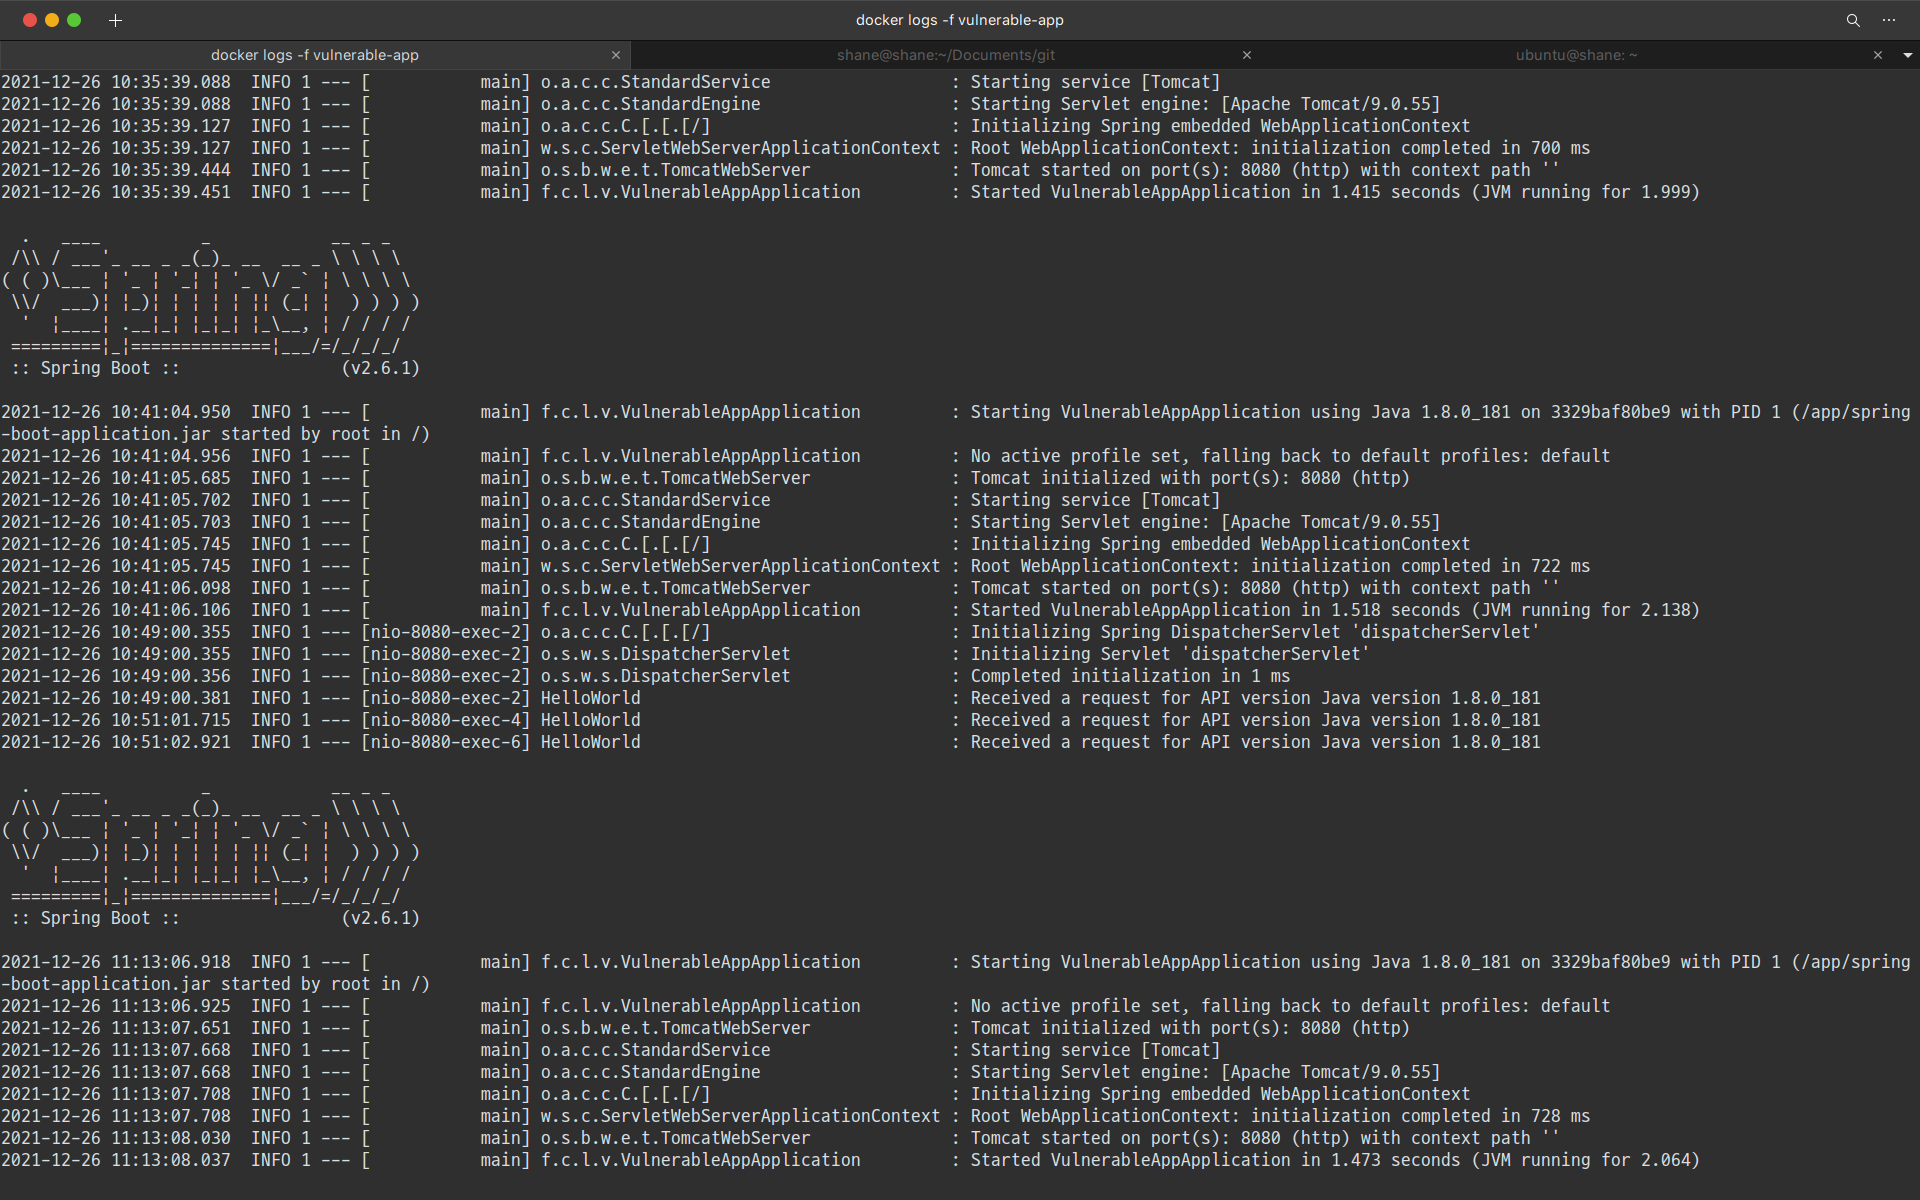 docker logs -f vulnerable-app
docker logs -f vulnerable-app
shane@shane:~/Documents/git
ubuntu@shane: ~
2021-12-26 10:35:39.088  INFO 1 --- [           main] o.a.c.c.StandardService                  : Starting service [Tomcat]
2021-12-26 10:35:39.088  INFO 1 --- [           main] o.a.c.c.StandardEngine                   : Starting Servlet engine: [Apache Tomcat/9.0.55]
2021-12-26 10:35:39.127  INFO 1 --- [           main] o.a.c.c.C.[.[.[/]                        : Initializing Spring embedded WebApplicationContext
2021-12-26 10:35:39.127  INFO 1 --- [           main] w.s.c.ServletWebServerApplicationContext : Root WebApplicationContext: initialization completed in 700 ms
2021-12-26 10:35:39.444  INFO 1 --- [           main] o.s.b.w.e.t.TomcatWebServer              : Tomcat started on port(s): 8080 (http) with context path ''
2021-12-26 10:35:39.451  INFO 1 --- [           main] f.c.l.v.VulnerableAppApplication         : Started VulnerableAppApplication in 1.415 seconds (JVM running for 1.999)
Spring
:: Spring Boot ::                (v2.6.1)
2021-12-26 10:41:04.950  INFO 1 --- [           main] f.c.l.v.VulnerableAppApplication         : Starting VulnerableAppApplication using Java 1.8.0_181 on 3329baf80be9 with PID 1 (/app/spring
-boot-application.jar started by root in /)
2021-12-26 10:41:04.956  INFO 1 --- [           main] f.c.l.v.VulnerableAppApplication         : No active profile set, falling back to default profiles: default
2021-12-26 10:41:05.685  INFO 1 --- [           main] o.s.b.w.e.t.TomcatWebServer              : Tomcat initialized with port(s): 8080 (http)
2021-12-26 10:41:05.702  INFO 1 --- [           main] o.a.c.c.StandardService                  : Starting service [Tomcat]
2021-12-26 10:41:05.703  INFO 1 --- [           main] o.a.c.c.StandardEngine                   : Starting Servlet engine: [Apache Tomcat/9.0.55]
2021-12-26 10:41:05.745  INFO 1 --- [           main] o.a.c.c.C.[.[.[/]                        : Initializing Spring embedded WebApplicationContext
2021-12-26 10:41:05.745  INFO 1 --- [           main] w.s.c.ServletWebServerApplicationContext : Root WebApplicationContext: initialization completed in 722 ms
2021-12-26 10:41:06.098  INFO 1 --- [           main] o.s.b.w.e.t.TomcatWebServer              : Tomcat started on port(s): 8080 (http) with context path ''
2021-12-26 10:41:06.106  INFO 1 --- [           main] f.c.l.v.VulnerableAppApplication         : Started VulnerableAppApplication in 1.518 seconds (JVM running for 2.138)
2021-12-26 10:49:00.355  INFO 1 --- [nio-8080-exec-2] o.a.c.c.C.[.[.[/]                        : Initializing Spring DispatcherServlet 'dispatcherServlet'
2021-12-26 10:49:00.355  INFO 1 --- [nio-8080-exec-2] o.s.w.s.DispatcherServlet                : Initializing Servlet 'dispatcherServlet'
2021-12-26 10:49:00.356  INFO 1 --- [nio-8080-exec-2] o.s.w.s.DispatcherServlet                : Completed initialization in 1 ms
2021-12-26 10:49:00.381  INFO 1 --- [nio-8080-exec-2] HelloWorld                               : Received a request for API version Java version 1.8.0_181
2021-12-26 10:51:01.715  INFO 1 --- [nio-8080-exec-4] HelloWorld                               : Received a request for API version Java version 1.8.0_181
2021-12-26 10:51:02.921  INFO 1 --- [nio-8080-exec-6] HelloWorld                               : Received a request for API version Java version 1.8.0_181
Spring
:: Spring Boot ::                (v2.6.1)
2021-12-26 11:13:06.918  INFO 1 --- [           main] f.c.l.v.VulnerableAppApplication         : Starting VulnerableAppApplication using Java 1.8.0_181 on 3329baf80be9 with PID 1 (/app/spring
-boot-application.jar started by root in /)
2021-12-26 11:13:06.925  INFO 1 --- [           main] f.c.l.v.VulnerableAppApplication         : No active profile set, falling back to default profiles: default
2021-12-26 11:13:07.651  INFO 1 --- [           main] o.s.b.w.e.t.TomcatWebServer              : Tomcat initialized with port(s): 8080 (http)
2021-12-26 11:13:07.668  INFO 1 --- [           main] o.a.c.c.StandardService                  : Starting service [Tomcat]
2021-12-26 11:13:07.668  INFO 1 --- [           main] o.a.c.c.StandardEngine                   : Starting Servlet engine: [Apache Tomcat/9.0.55]
2021-12-26 11:13:07.708  INFO 1 --- [           main] o.a.c.c.C.[.[.[/]                        : Initializing Spring embedded WebApplicationContext
2021-12-26 11:13:07.708  INFO 1 --- [           main] w.s.c.ServletWebServerApplicationContext : Root WebApplicationContext: initialization completed in 728 ms
2021-12-26 11:13:08.030  INFO 1 --- [           main] o.s.b.w.e.t.TomcatWebServer              : Tomcat started on port(s): 8080 (http) with context path ''
2021-12-26 11:13:08.037  INFO 1 --- [           main] f.c.l.v.VulnerableAppApplication         : Started VulnerableAppApplication in 1.473 seconds (JVM running for 2.064)